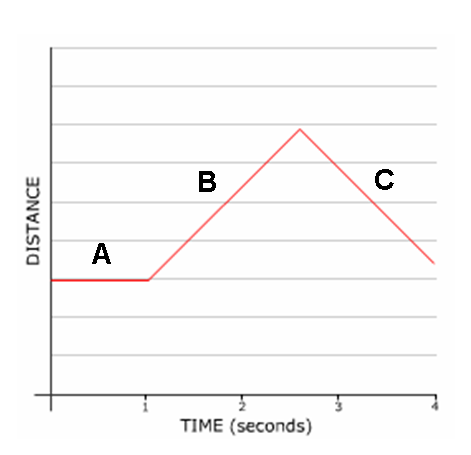 B
C
A
DISTANCE
1 2 3 4
TIME (seconds)